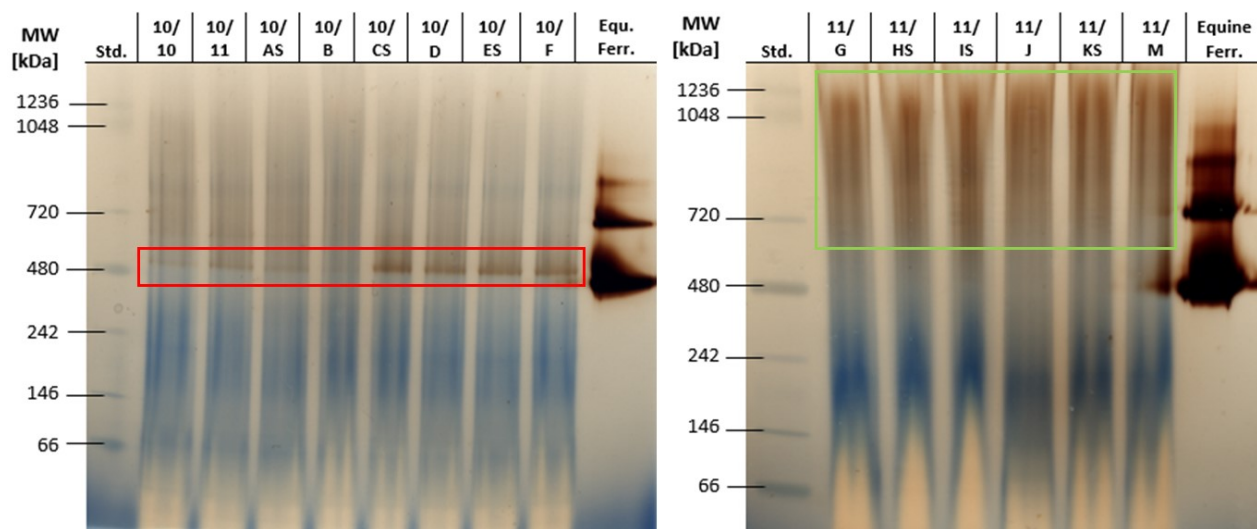 MW
[kDa]
Std.
10/
10
10/
11
10/
AS
10/
B
10/
CS
10/
D
10/
ES
10/
F
Equ.
Ferr.
1236
1048
720
480
242
146
66
MW
[kDa]
Std.
11/
G
11/
HS
11/
IS
11/
J
11/
KS
11/
M
Equine
Ferr.
1236
1048
720
480
242
146
66